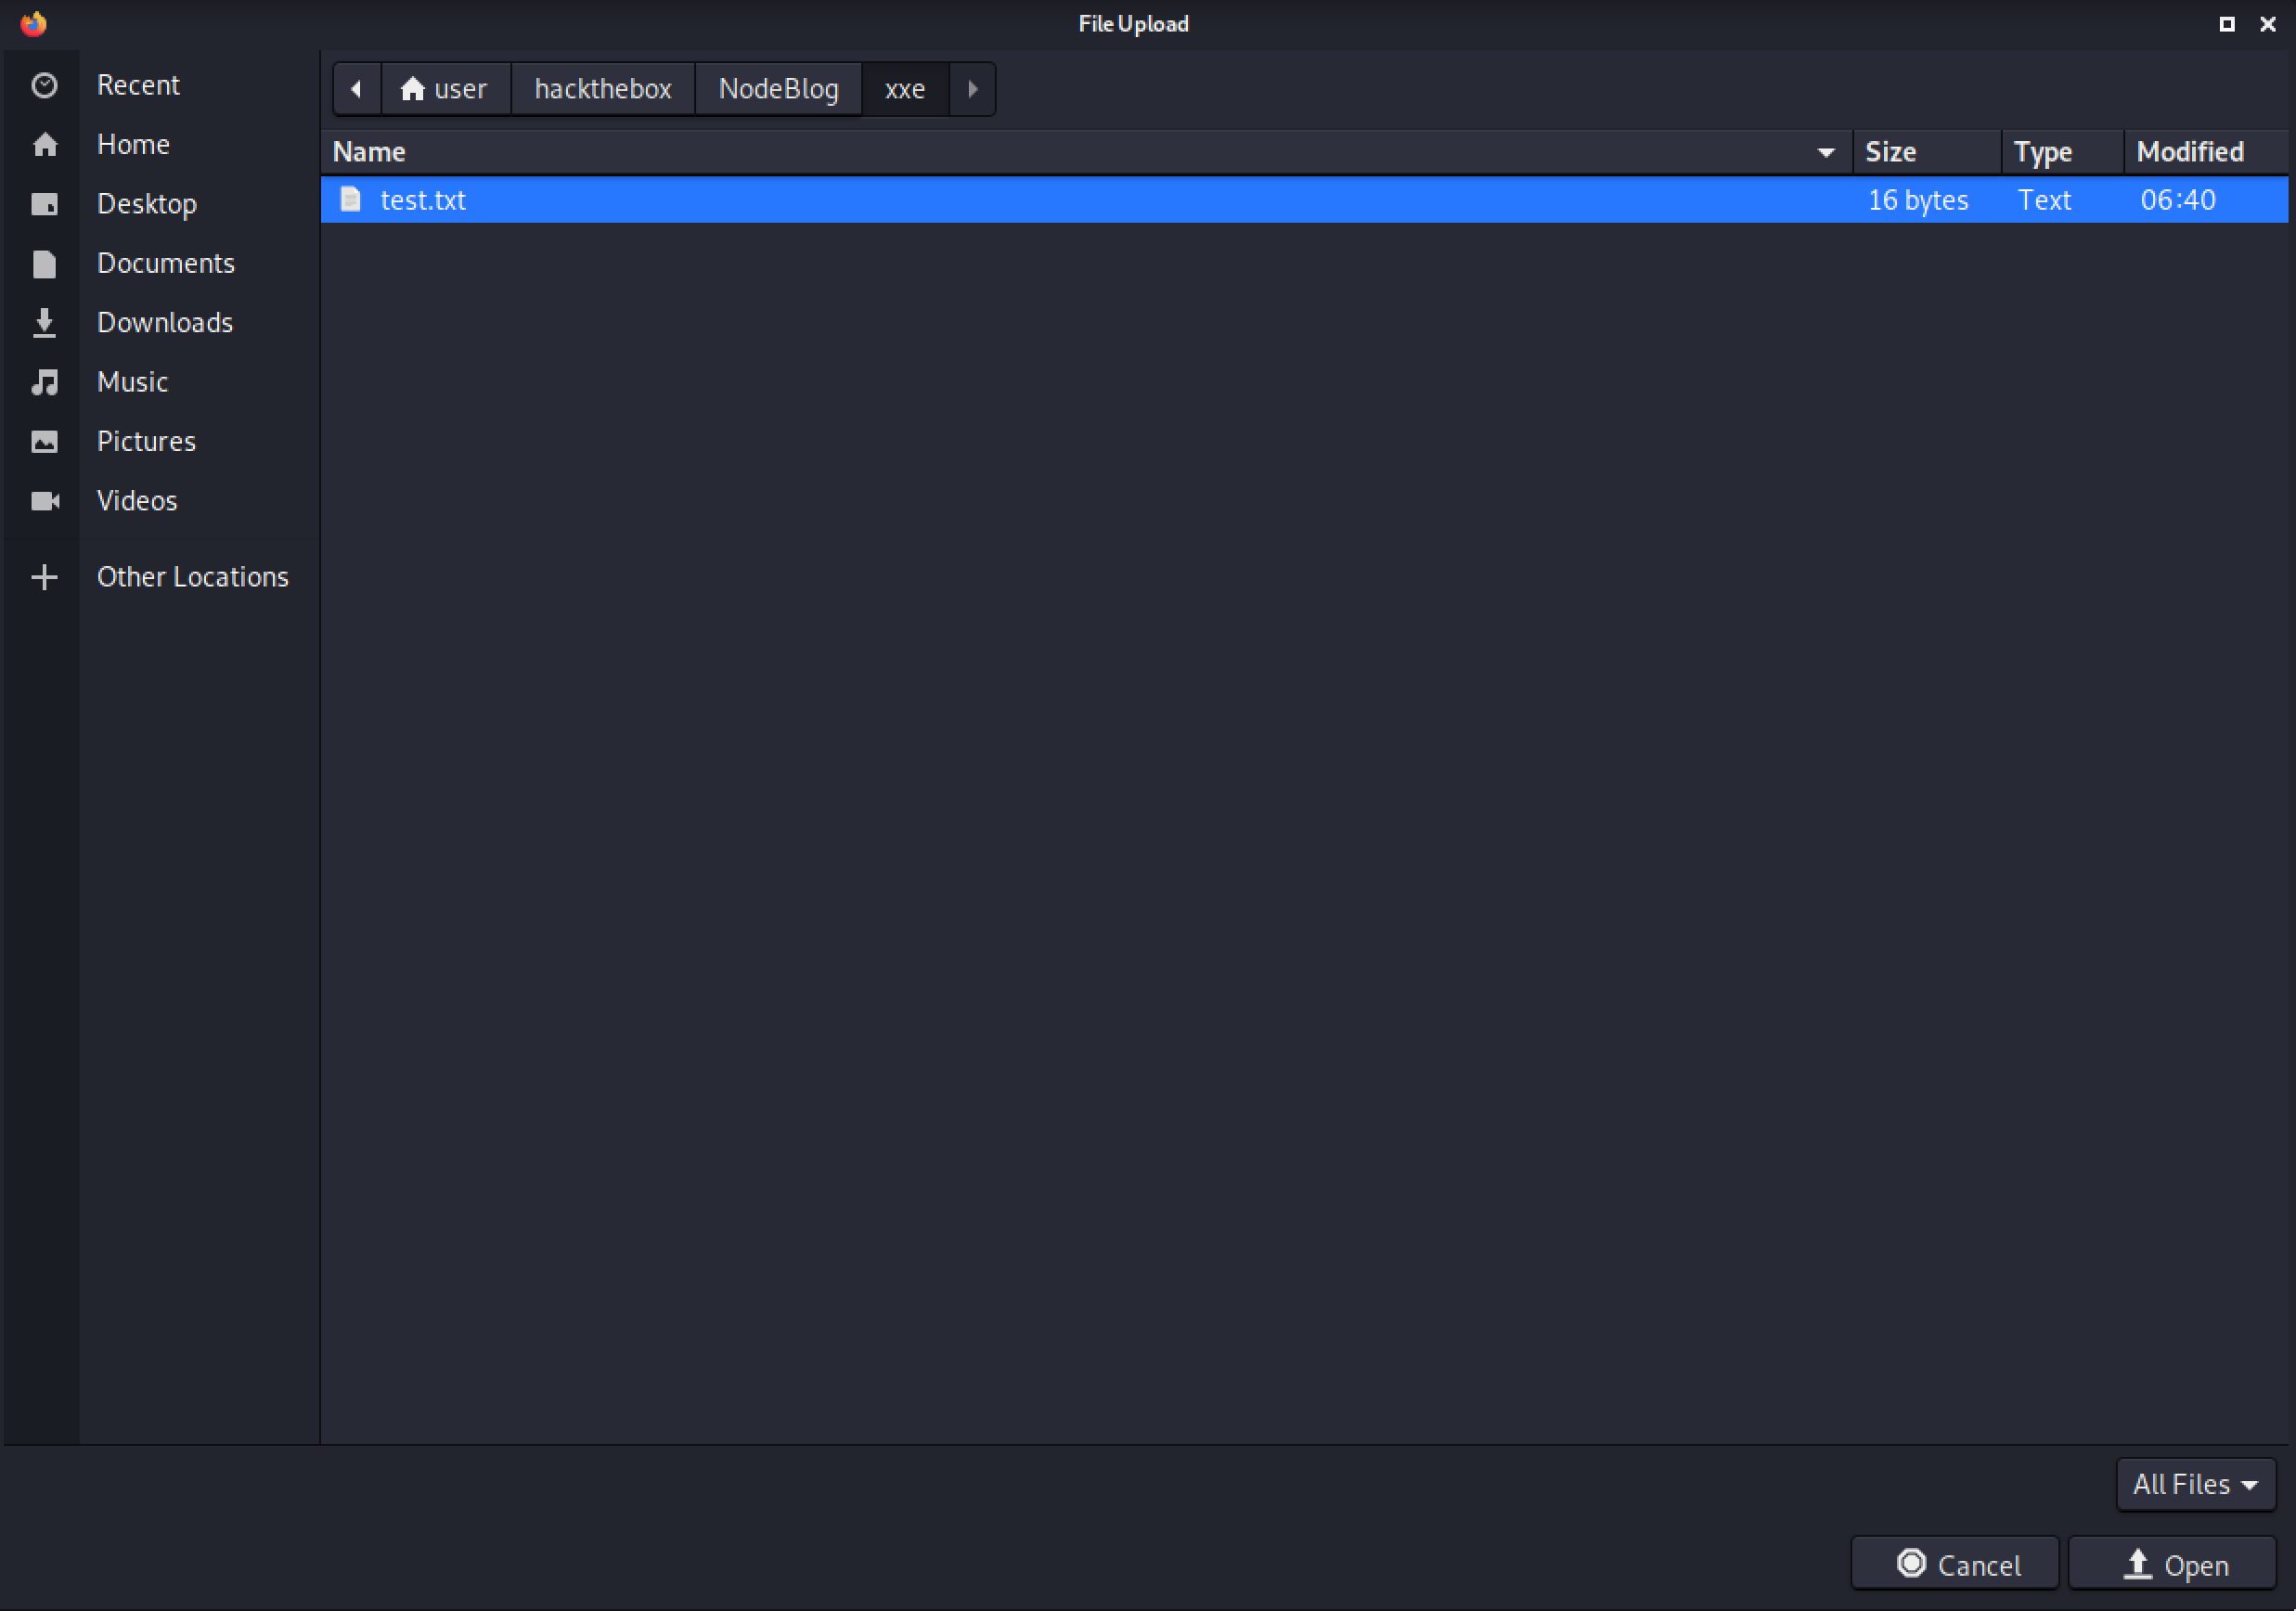 File Upload
Recent
Home
Desktop
Documents
Downloads
Music
Pictures
Videos
Other Locations
user hackthebox NodeBlog xxe
Name Size Type Modified
test.txt 16 bytes Text 06:40
All Files
Cancel Open